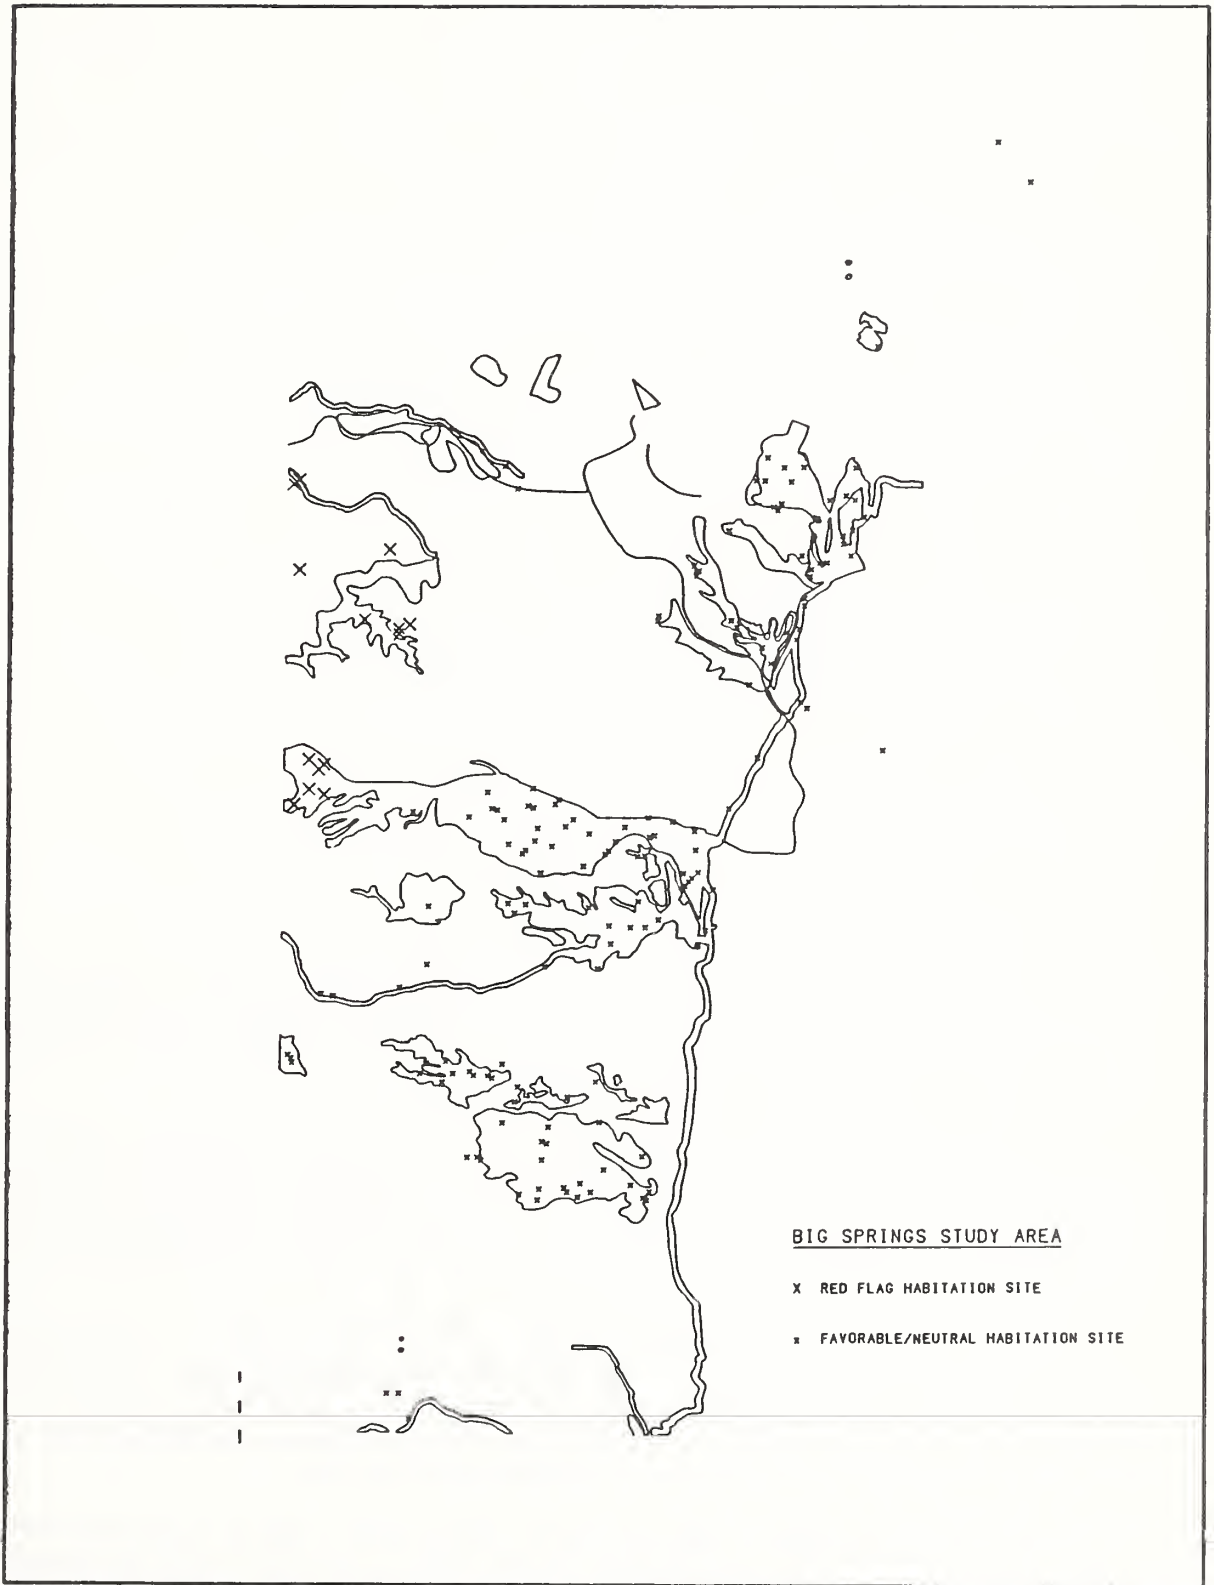 BIG SPRINGS STUDY AREA
X RED FLAG HABITATION SITE
x FAVORABLE/NEUTRAL HABITATION SITE